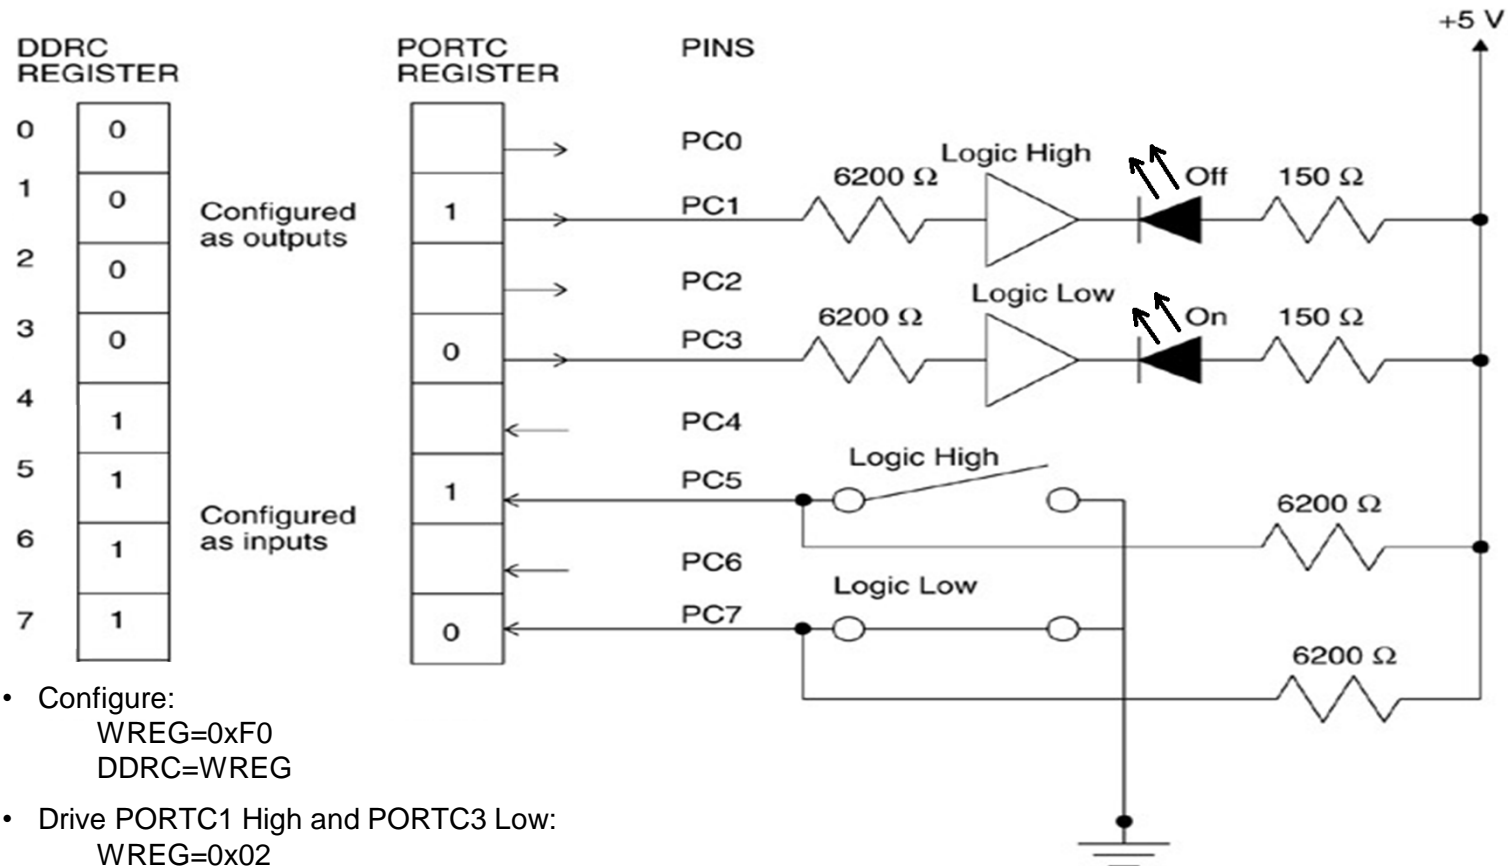 +5 V
DDRC
REGISTER
PORTC
REGISTER
PINS
0
0
1
0
2
0
3
0
4
1
5
1
6
1
7
1
Configured
as outputs
Configured
as inputs
1
0
1
0
PC0
PC1
PC2
PC3
PC4
PC5
PC6
PC7
Logic High
6200 Ω
Off
150 Ω
Logic Low
6200 Ω
On
150 Ω
Logic High
6200 Ω
Logic Low
6200 Ω
• Configure:
WREG=0xF0
DDRC=WREG
• Drive PORTC1 High and PORTC3 Low:
WREG=0x02